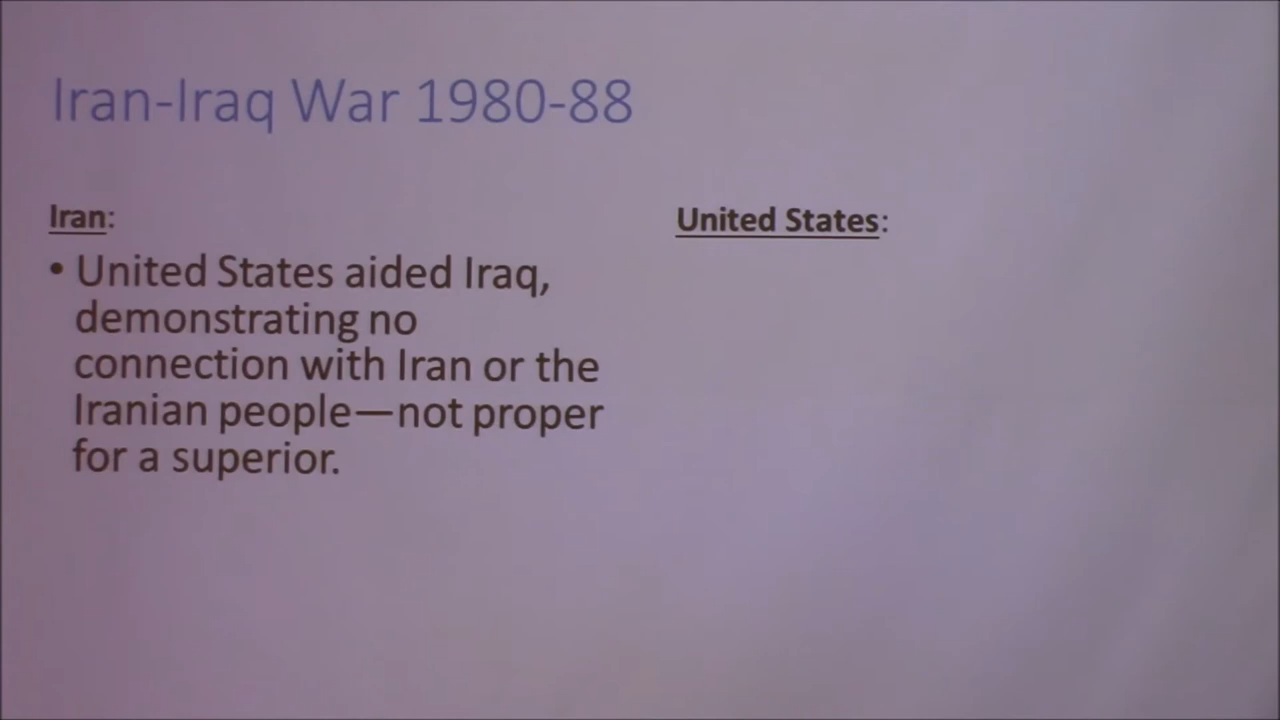 Iran-Iraq War 1980-88
Iran:
• United States aided Iraq,
demonstrating no
connection with Iran or the
Iranian people—not proper
for a superior.
United States: